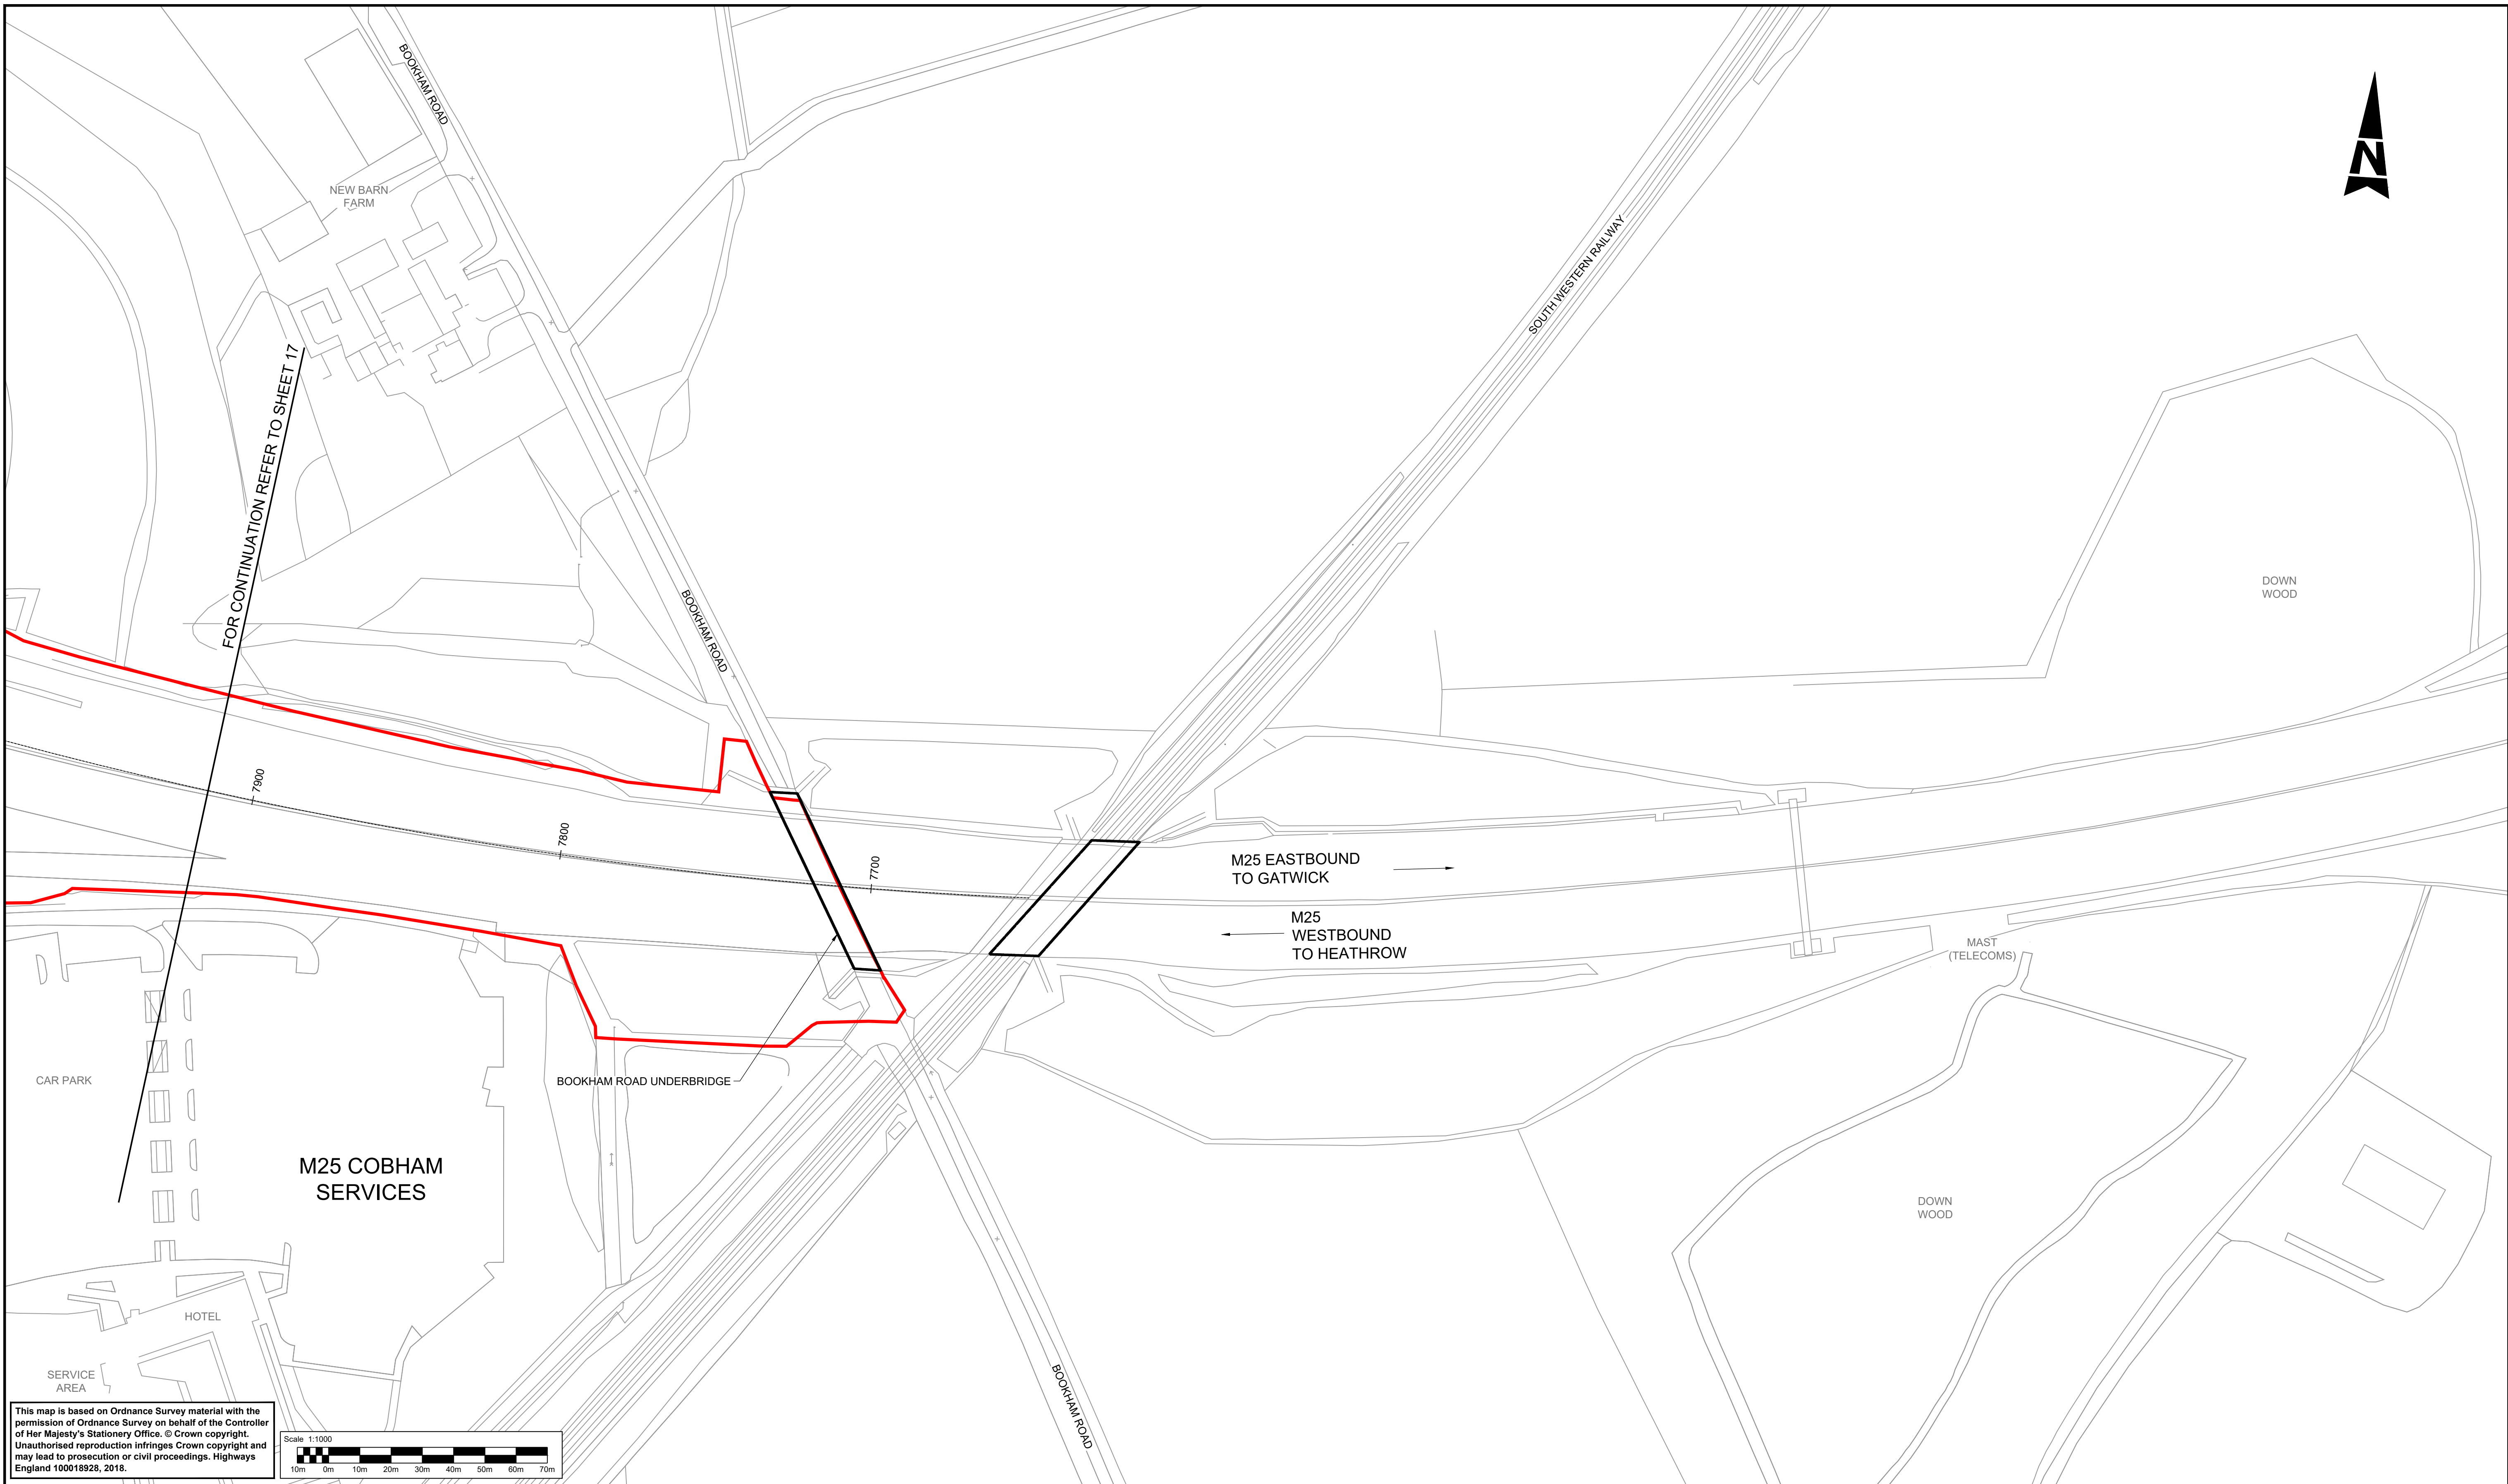 BOOKHAM ROAD
N
NEW BARN
FARM
SOUTH WESTERN RAILWAY
FOR CONTINUATION REFER TO SHEET 17
BOOKHAM ROAD
DOWN
WOOD
7900
7800
7700
M25 EASTBOUND
TO GATWICK
M25
WESTBOUND
TO HEATHROW
MAST
(TELECOMS)
CAR PARK
BOOKHAM ROAD UNDERBRIDGE
M25 COBHAM
SERVICES
DOWN
WOOD
HOTEL
SERVICE
AREA
BOOKHAM ROAD
This map is based on Ordnance Survey material with the
permission of Ordnance Survey on behalf of the Controller
of Her Majesty's Stationery Office. © Crown copyright.
Unauthorised reproduction infringes Crown copyright and
may lead to prosecution or civil proceedings. Highways
England 100018928, 2018.
Scale 1:1000
10m 0m 10m 20m 30m 40m 50m 60m 70m